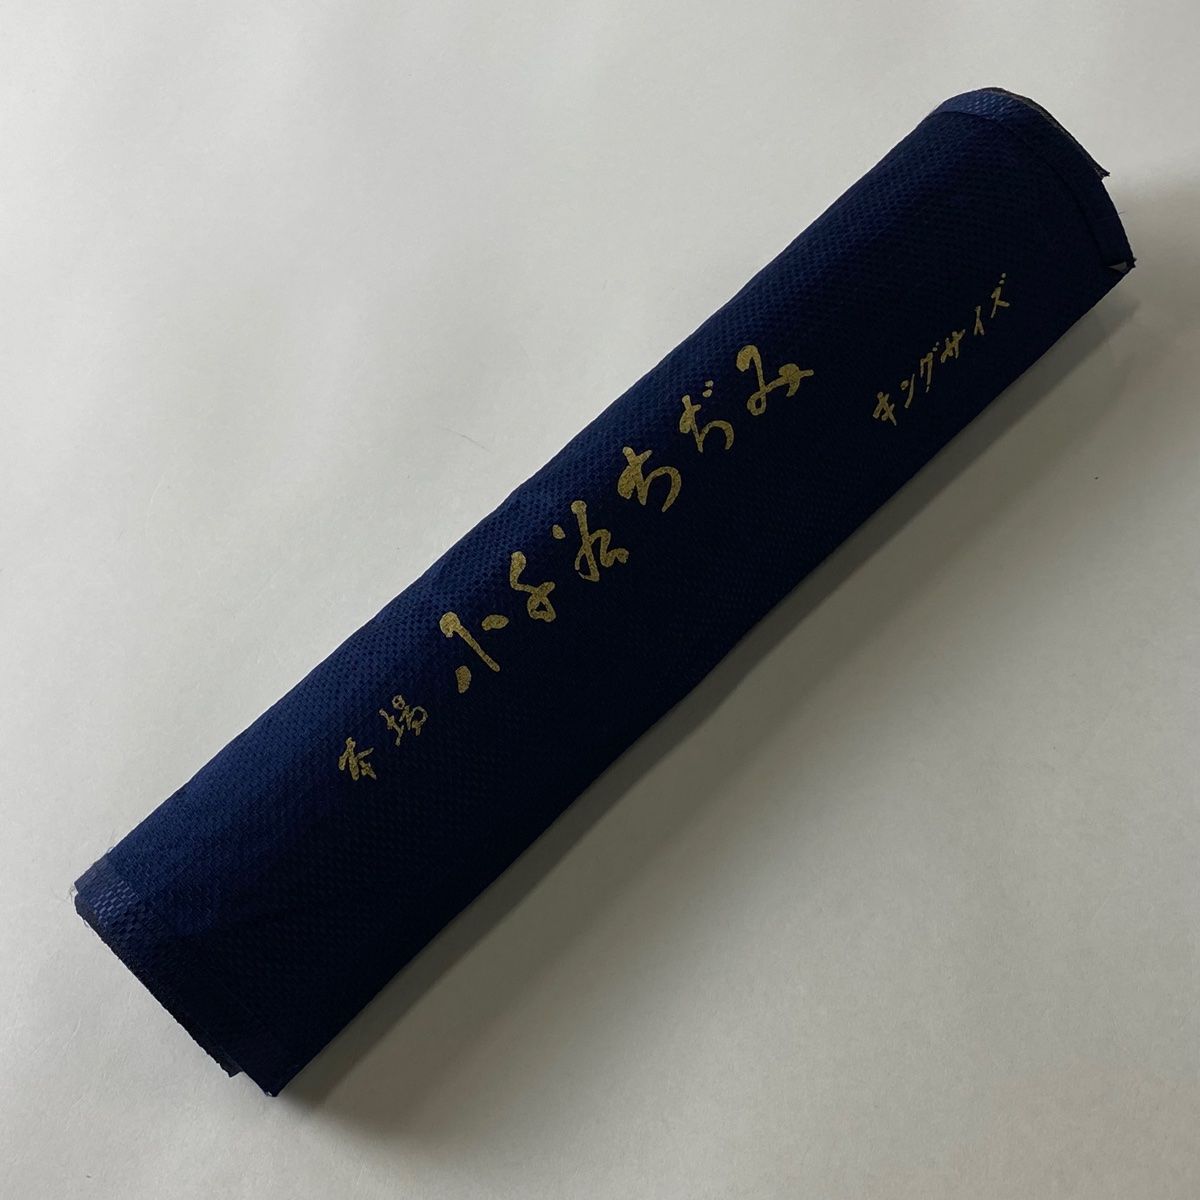 本場 小千谷ちぢみ
キングサイズ